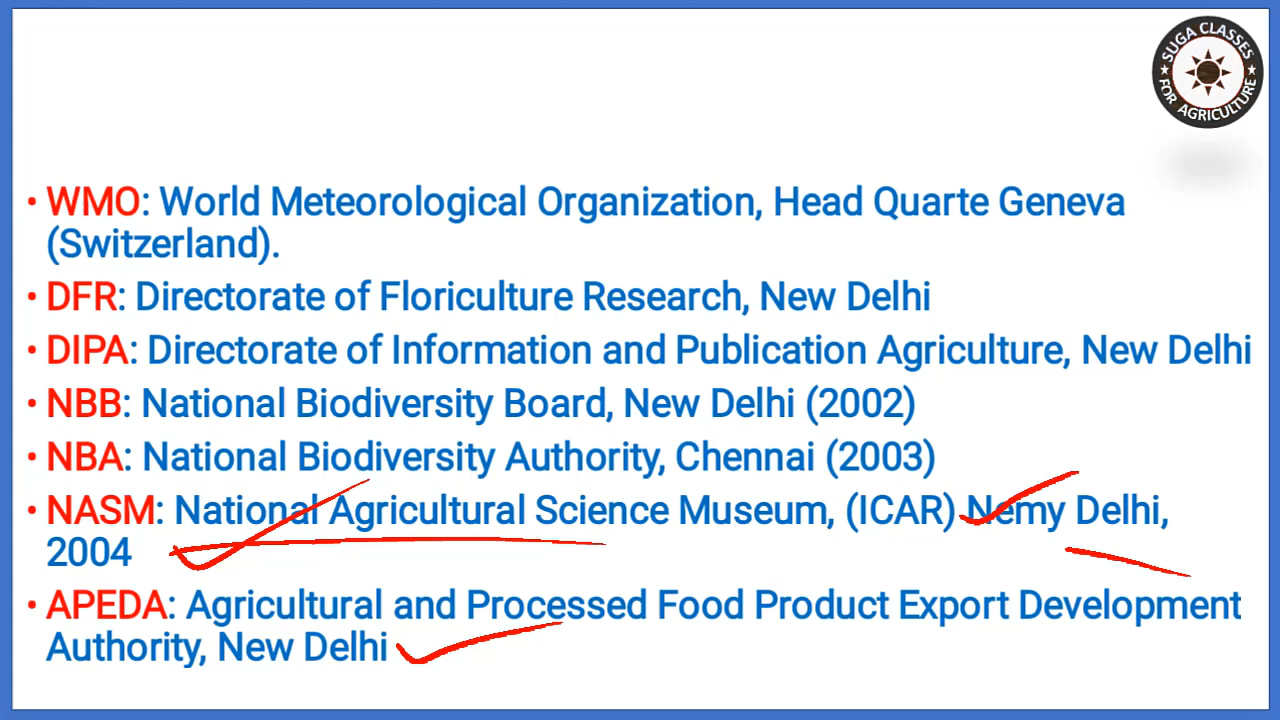 SUGA CLASSES
FOR AGRICULTURE
• WMO: World Meteorological Organization, Head Quarte Geneva
(Switzerland).
• DFR: Directorate of Floriculture Research, New Delhi
• DIPA: Directorate of Information and Publication Agriculture, New Delhi
• NBB: National Biodiversity Board, New Delhi (2002)
• NBA: National Biodiversity Authority, Chennai (2003)
• NASM: National Agricultural Science Museum, (ICAR) Nemy Delhi,
2004
• APEDA: Agricultural and Processed Food Product Export Development
Authority, New Delhi